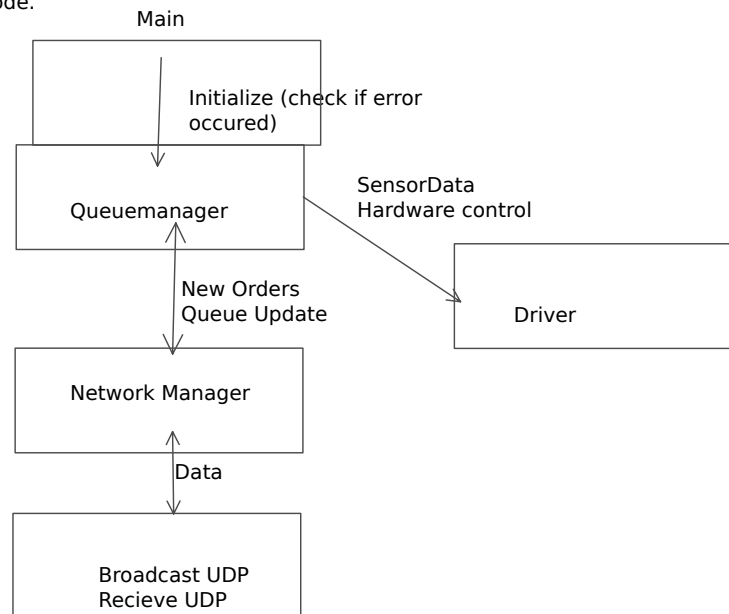 ode.
Main
Initialize (check if error
occured)
Queuemanager
SensorData
Hardware control
New Orders
Queue Update
Driver
Network Manager
Data
Broadcast UDP
Recieve UDP